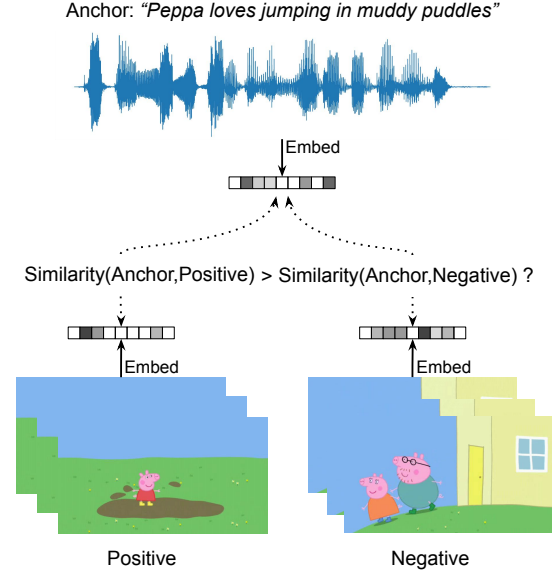 Anchor: “Peppa loves jumping in muddy puddles”
Embed
Similarity(Anchor,Positive) > Similarity(Anchor,Negative) ?
Embed Embed
Positive Negative